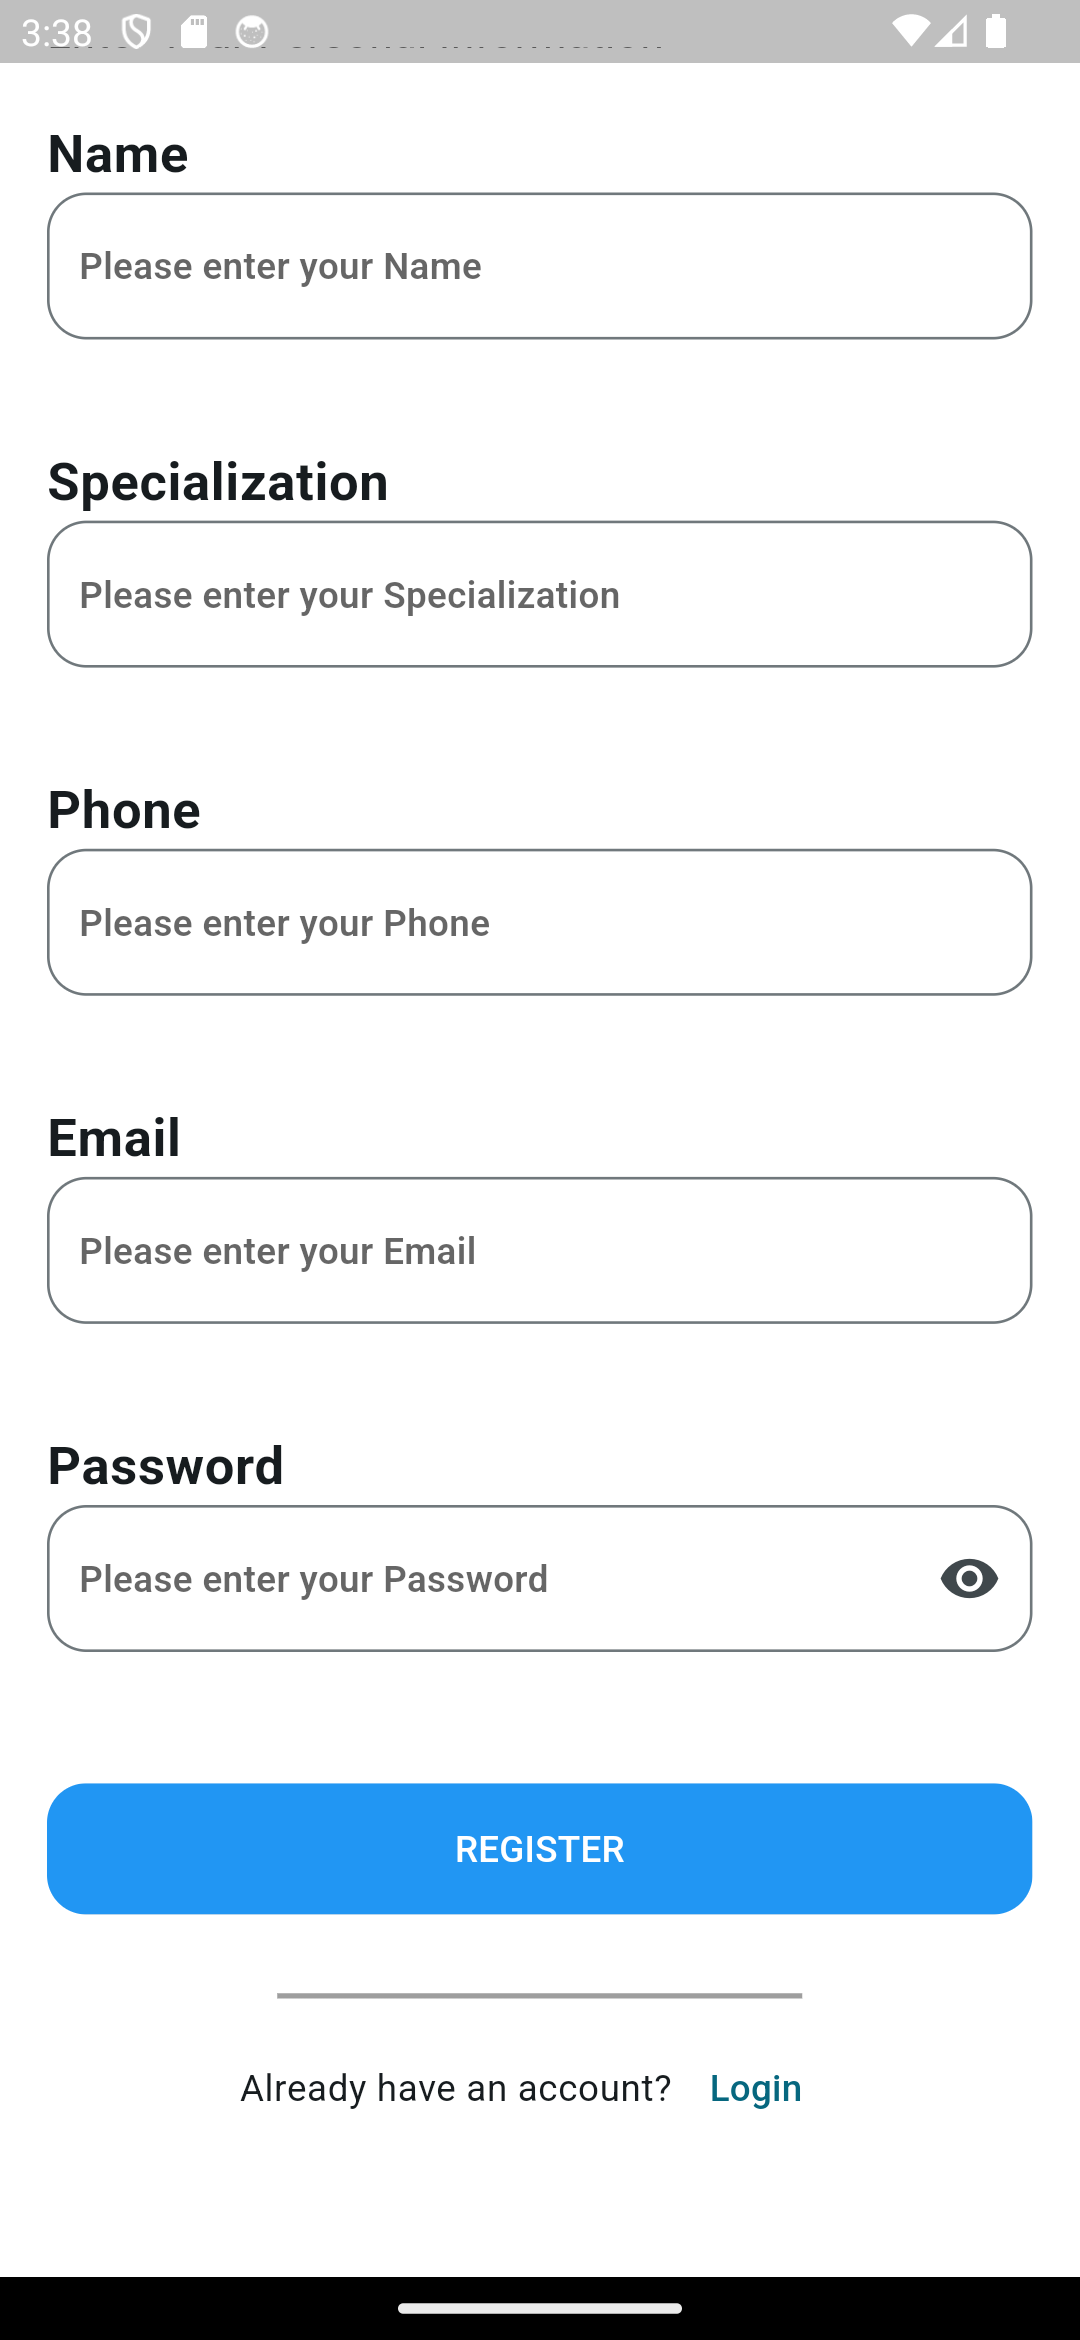 3:38
Name
Please enter your Name
Specialization
Please enter your Specialization
Phone
Please enter your Phone
Email
Please enter your Email
Password
Please enter your Password
REGISTER
Already have an account? Login